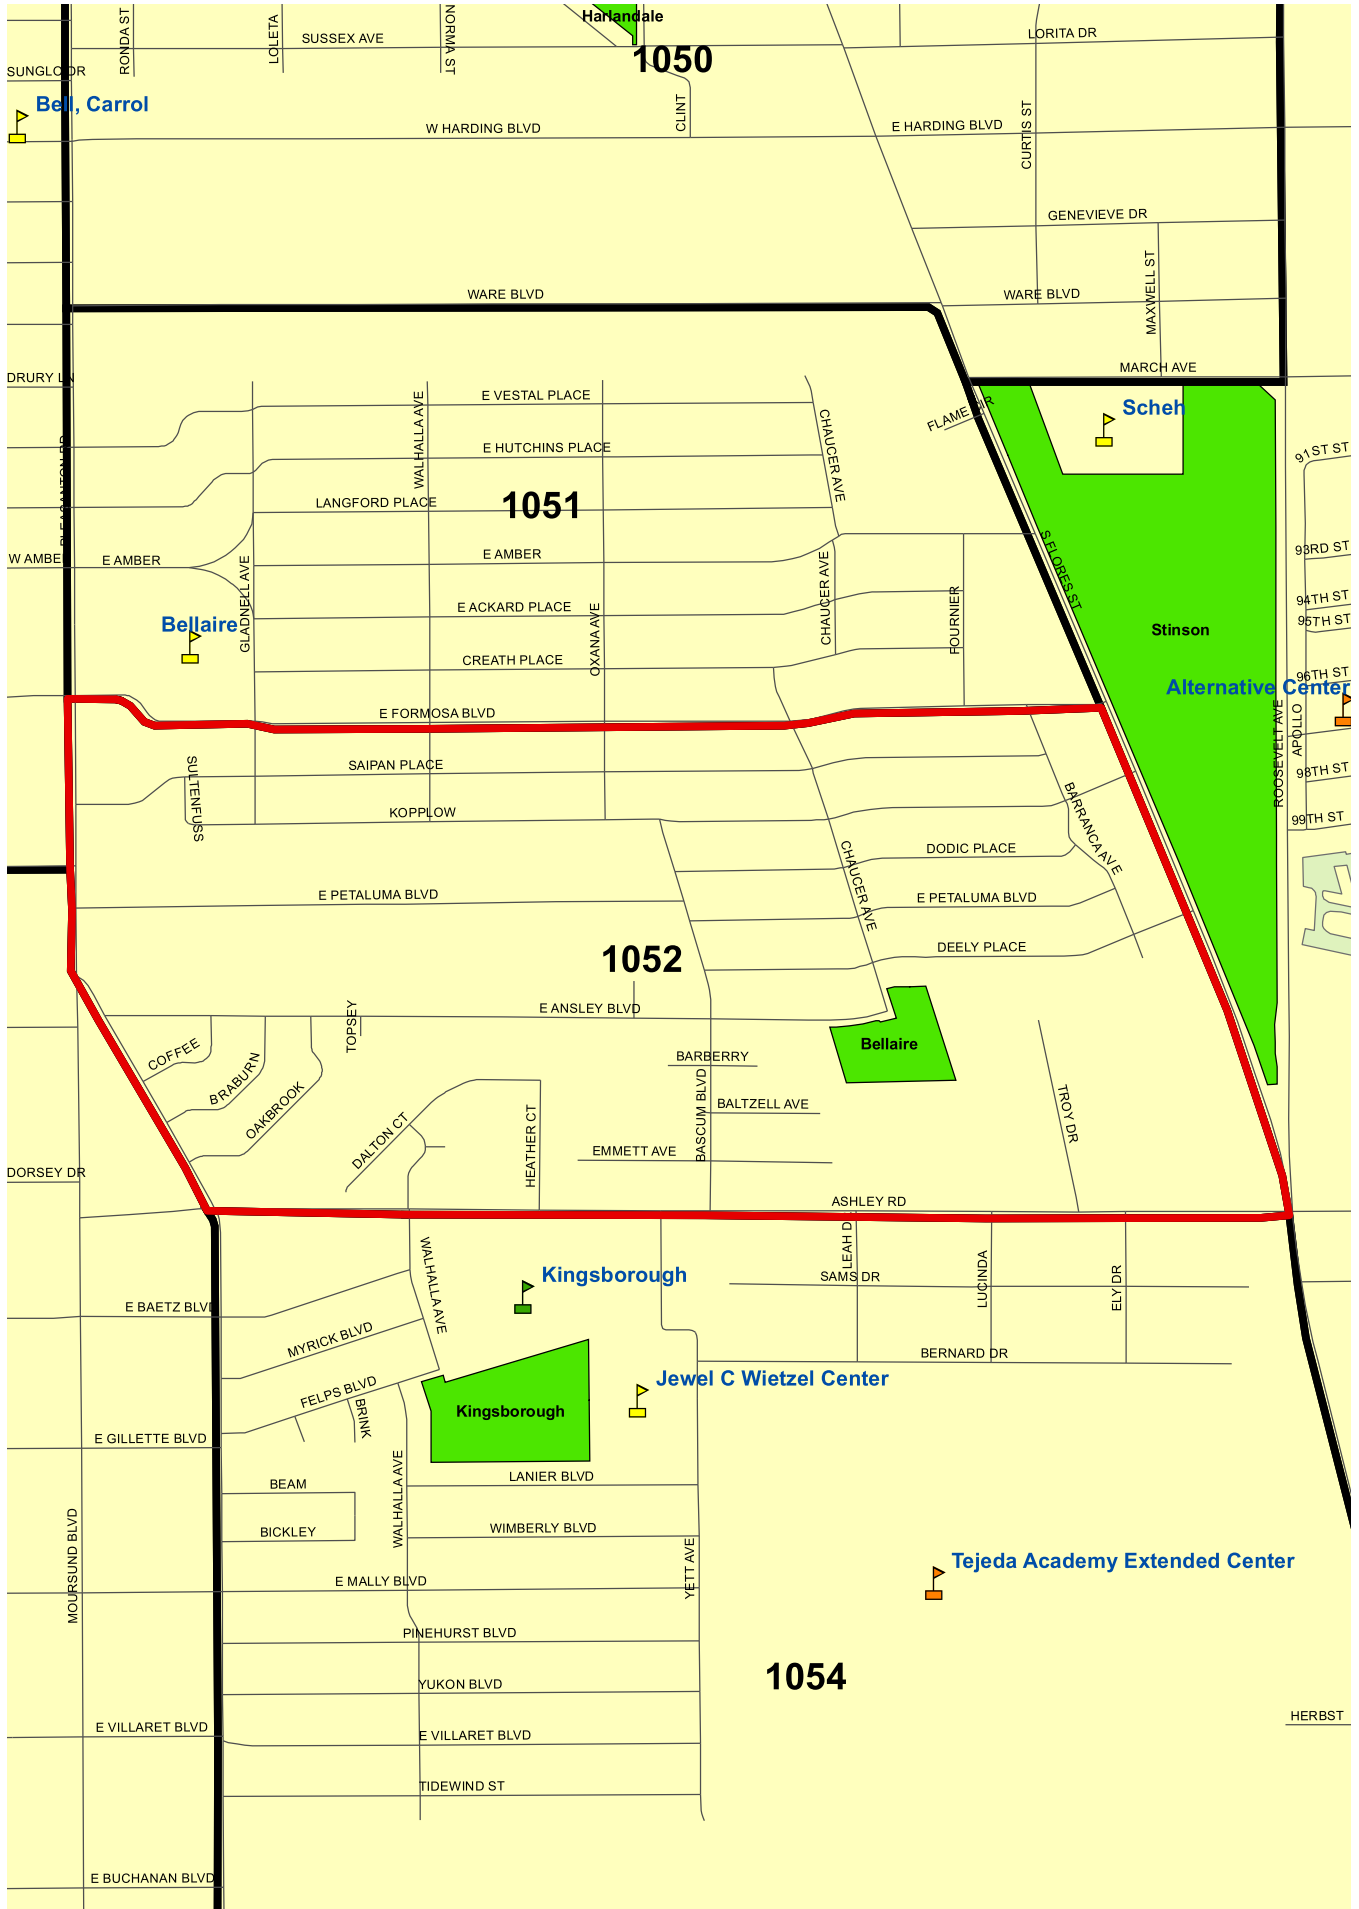 Harlandale
RONDA ST
LOLETA
SUSSEX AVE
NORMA ST
1050
LORITA DR
SUNGLO DR
Bell, Carrol
W HARDING BLVD
CLINT
E HARDING BLVD
CURTIS ST
GENEVIEVE DR
MAXWELL ST
WARE BLVD
WARE BLVD
MARCH AVE
DRURY LN
E VESTAL PLACE
WALHALLA AVE
CHAUCER AVE
Scheh
E HUTCHINS PLACE
91ST ST
PLEASANTON RD
LANGFORD PLACE
1051
W AMBER
E AMBER
E AMBER
GLADNELL AVE
CHAUCER AVE
S FLORES ST
93RD ST
E ACKARD PLACE
OXANA AVE
FOURNIER
94TH ST
95TH ST
Bellaire
Stinson
CREATH PLACE
96TH ST
Alternative Center
E FORMOSA BLVD
ROOSEVELT AVE
APOLLO
SULTENFUSS
SAIPAN PLACE
98TH ST
KOPPLOW
BARRANCA AVE
99TH ST
DODIC PLACE
CHAUCER AVE
E PETALUMA BLVD
E PETALUMA BLVD
1052
DEELY PLACE
E ANSLEY BLVD
TOPSEY
COFFEE
Bellaire
BRABURN
BARBERRY
OAKBROOK
BALTZELL AVE
BASCUM BLVD
TROY DR
DALTON CT
HEATHER CT
EMMETT AVE
DORSEY DR
ASHLEY RD
WALHALLA AVE
Kingsborough
SAMS DR
LUCINDA
ELY DR
E BAETZ BLVD
MYRICK BLVD
BERNARD DR
Jewel C Wietzel Center
FELPS BLVD
BRINK
Kingsborough
E GILLETTE BLVD
WALHALLA AVE
LANIER BLVD
BEAM
MOURSUND BLVD
BICKLEY
WIMBERLY BLVD
YETT AVE
Tejeda Academy Extended Center
E MALLY BLVD
PINEHURST BLVD
1054
YUKON BLVD
HERBST
E VILLARET BLVD
E VILLARET BLVD
TIDEWIND ST
E BUCHANAN BLVD